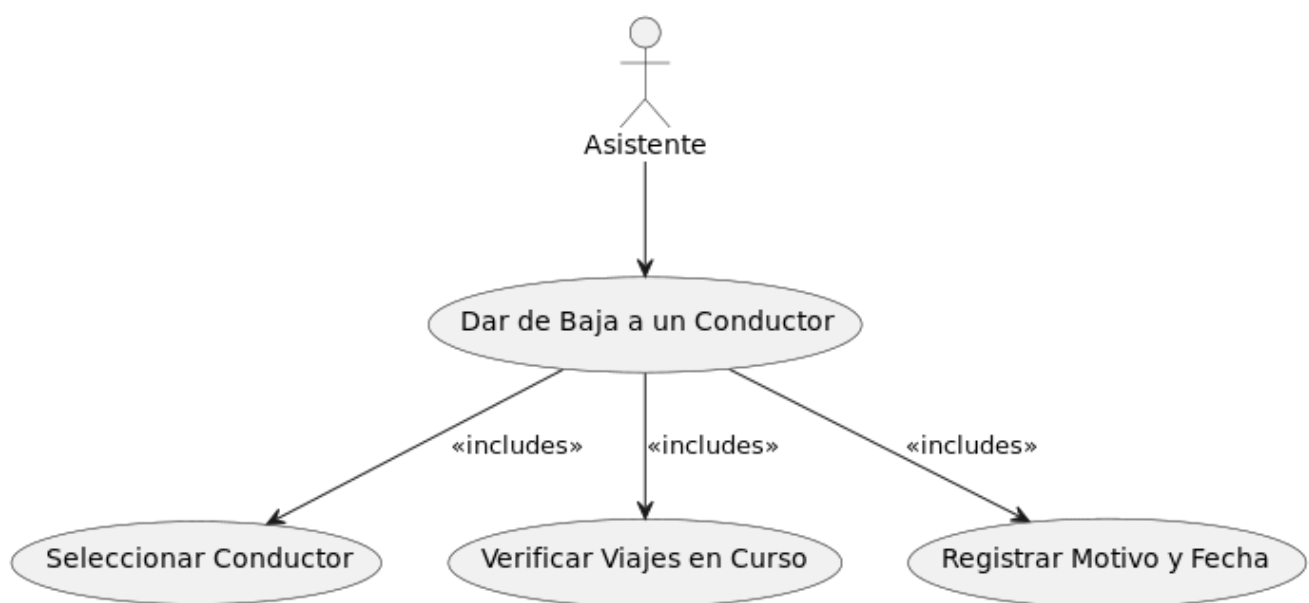 Asistente
Dar de Baja a un Conductor
«includes»
«includes»
«includes»
Seleccionar Conductor
Verificar Viajes en Curso
Registrar Motivo y Fecha